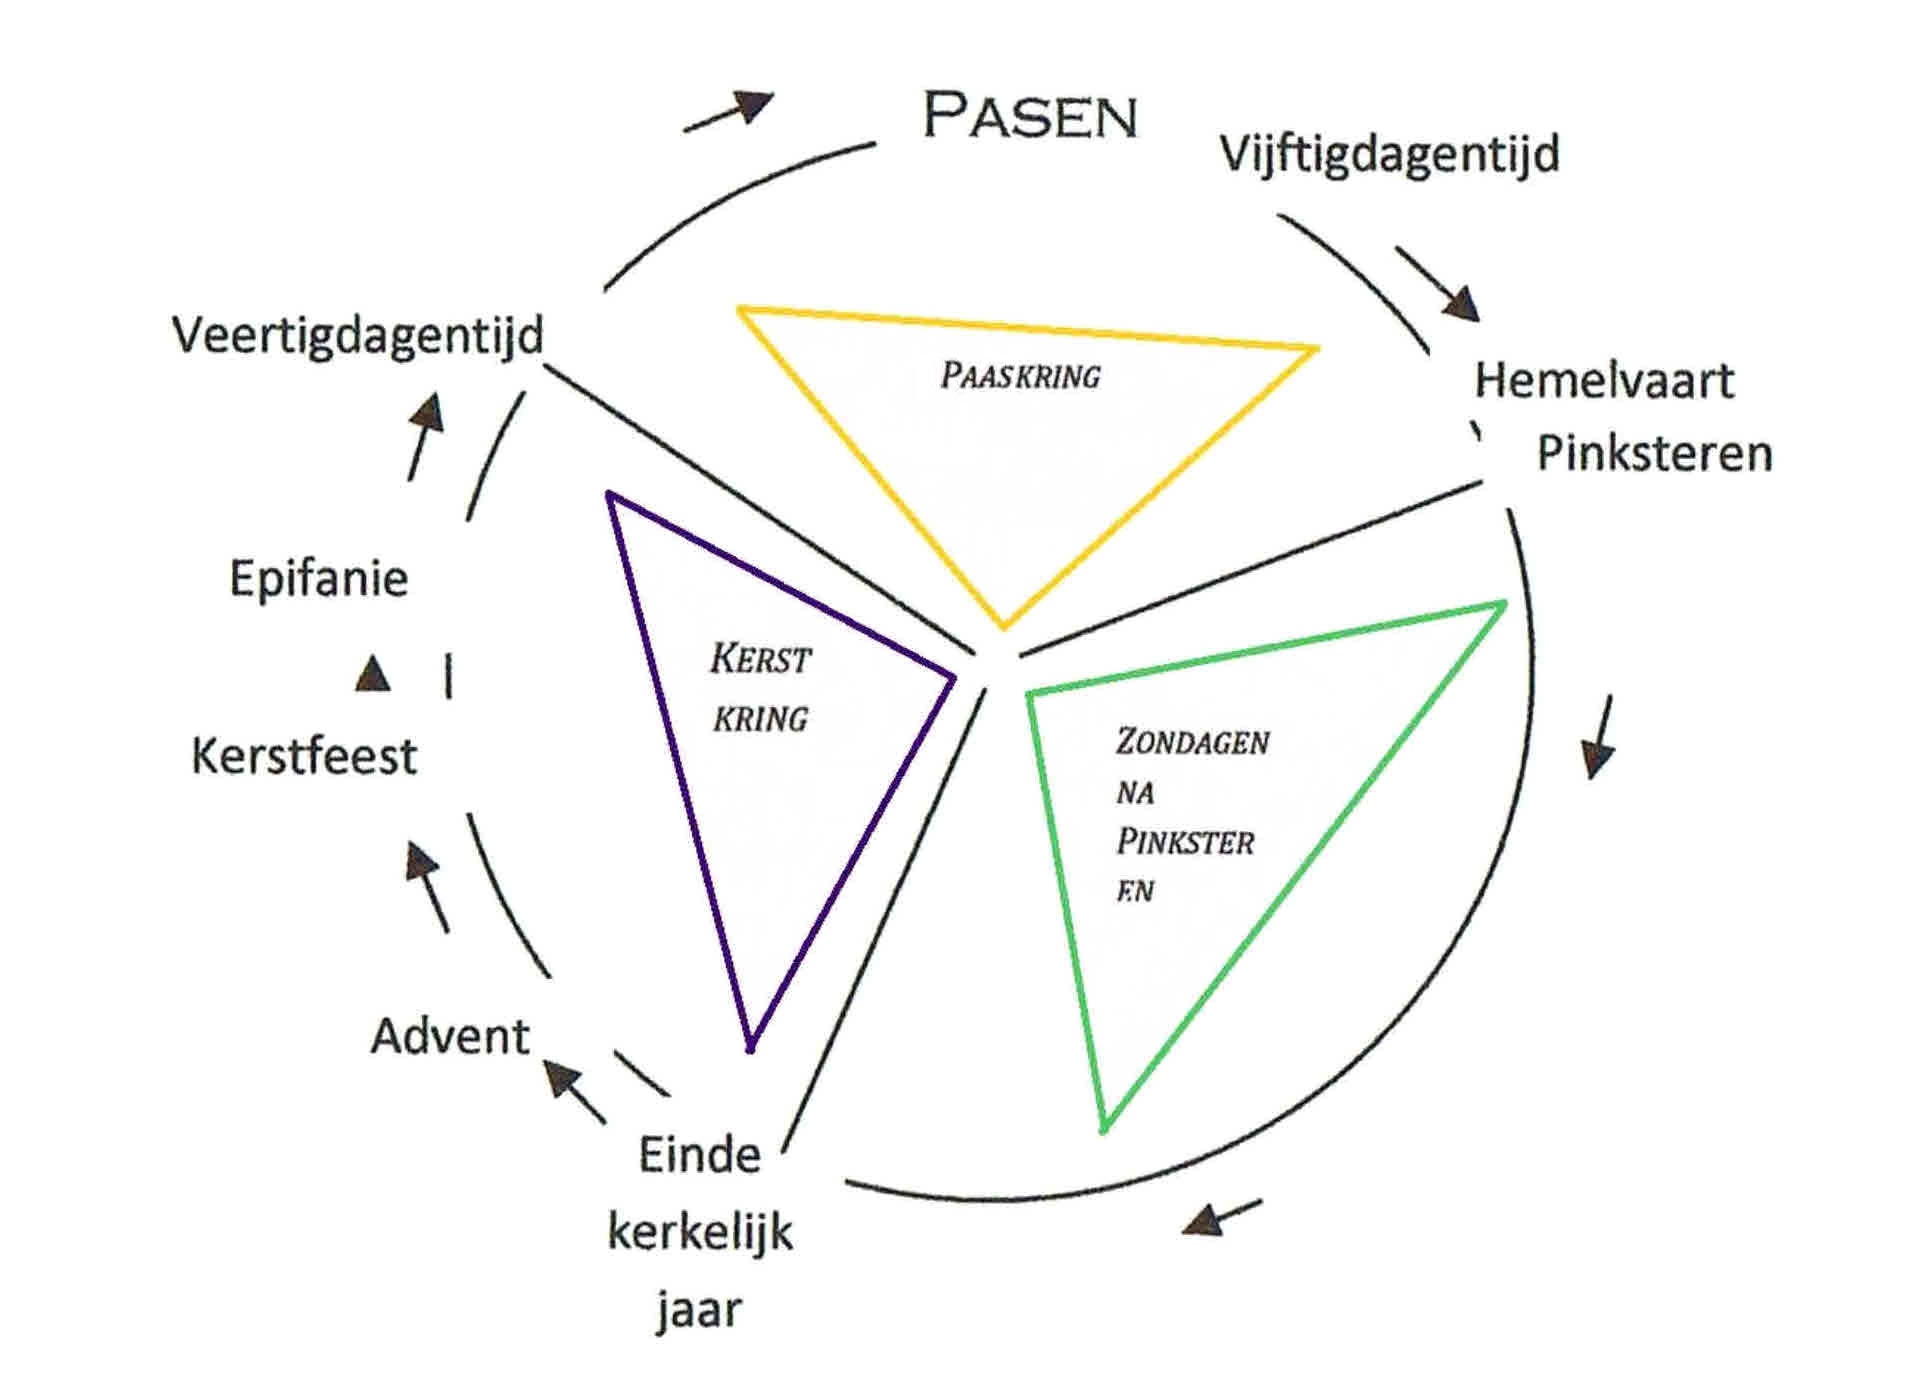 PASEN
Vijftigdagentijd
Veertigdagentijd
Hemelvaart
Pinksteren
PAASKRING
Epifanie
KERST
KRING
Kerstfeest
ZONDAGEN
NA
PINKSTER
EN
Advent
Einde
kerkelijk
jaar